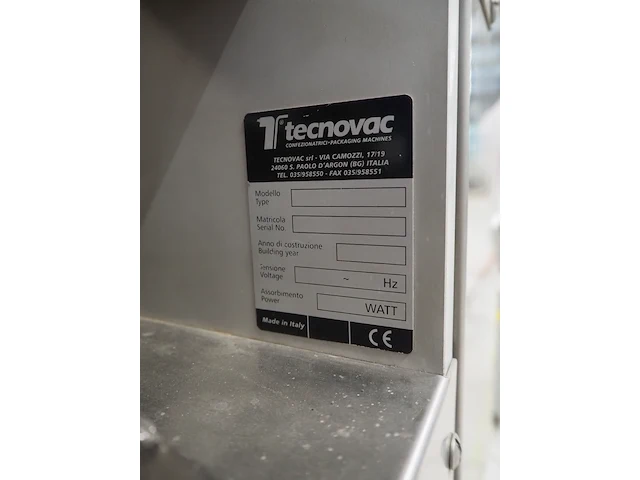 tecnovac
CONFEZIONATRICI-PACKAGING MACHINES
TECNOVAC srl - VIA CAMOZZI, 17/19
24060 S. PAOLO D'ARGON (BG) ITALIA
TEL. 035/958550 - FAX 035/958551
Modello
Type
Matricola
Serial No.
Anno di costruzione
Building year
Tensione
Voltage ~ Hz
Assorbimento
Power WATT
Made in Italy CE